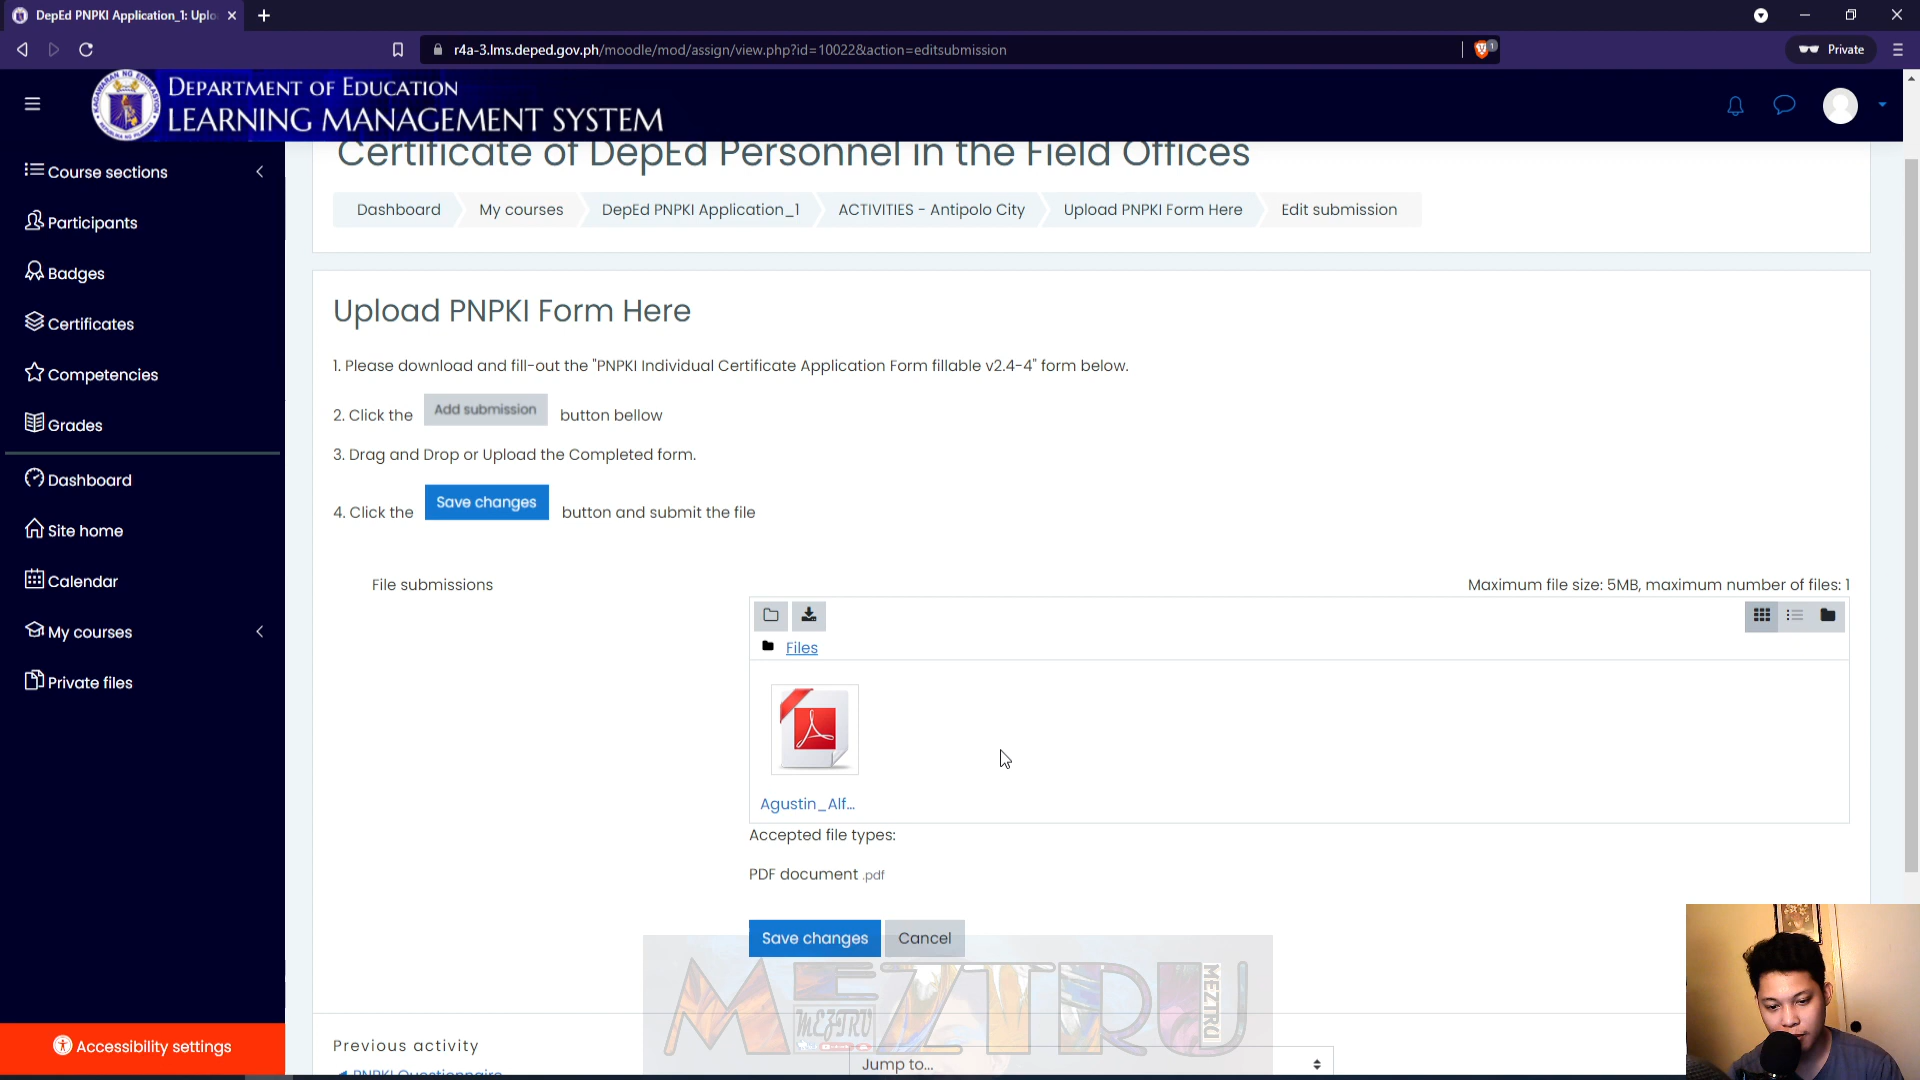 DepEd PNPKI Application_1: Uplo
r4a-3.lms.deped.gov.ph/moodle/mod/assign/view.php?id=10022&action=editsubmission
1
Private
DEPARTMENT OF EDUCATION
LEARNING MANAGEMENT SYSTEM
Certificate of DepEd Personnel in the Field Offices
Dashboard
My courses
DepEd PNPKI Application_1
ACTIVITIES - Antipolo City
Upload PNPKI Form Here
Edit submission
Course sections
Participants
Badges
Certificates
Competencies
Grades
Dashboard
Site home
Calendar
My courses
Private files
Accessibility settings
Upload PNPKI Form Here
1. Please download and fill-out the "PNPKI Individual Certificate Application Form fillable v2.4-4" form below.
2. Click the Add submission button bellow
3. Drag and Drop or Upload the Completed form.
4. Click the Save changes button and submit the file
File submissions
Maximum file size: 5MB, maximum number of files: 1
Files
Agustin_Alf...
Accepted file types:
PDF document .pdf
Save changes
Cancel
MEZTRU
MEZTRU
MEZTRU
Previous activity
◄ PNPKI Questionnaire
Jump to...